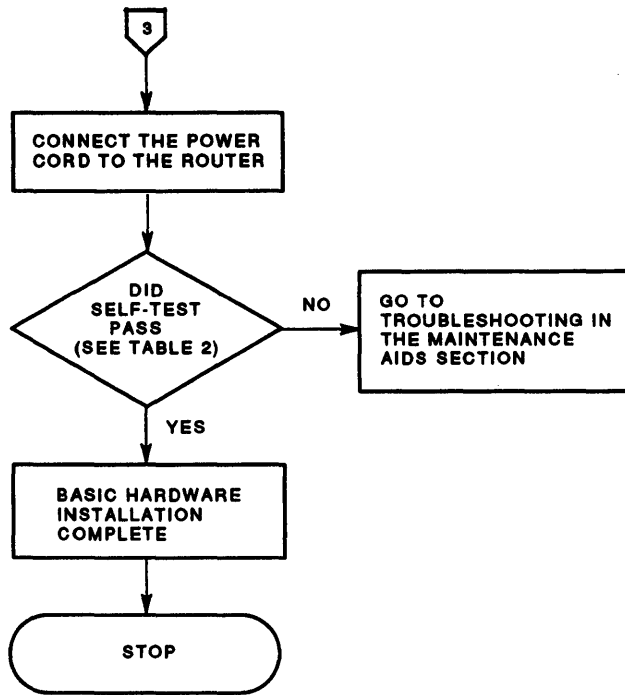 3
CONNECT THE POWER
CORD TO THE ROUTER
DID
SELF-TEST
PASS
(SEE TABLE 2)
NO
GO TO
TROUBLESHOOTING IN
THE MAINTENANCE
AIDS SECTION
YES
BASIC HARDWARE
INSTALLATION
COMPLETE
STOP